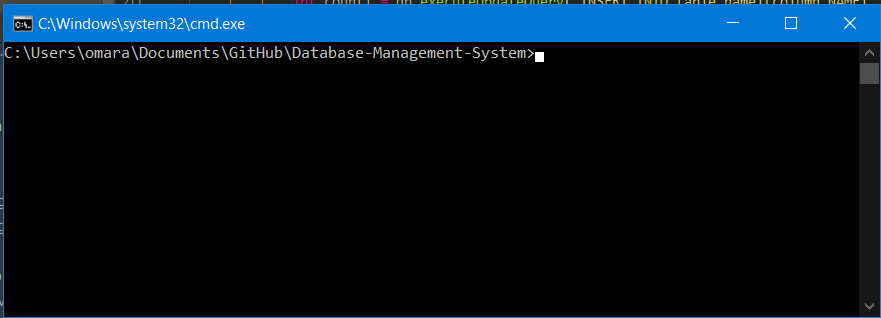 C:\Windows\system32\cmd.exe
C:\Users\omara\Documents\GitHub\Database-Management-System>